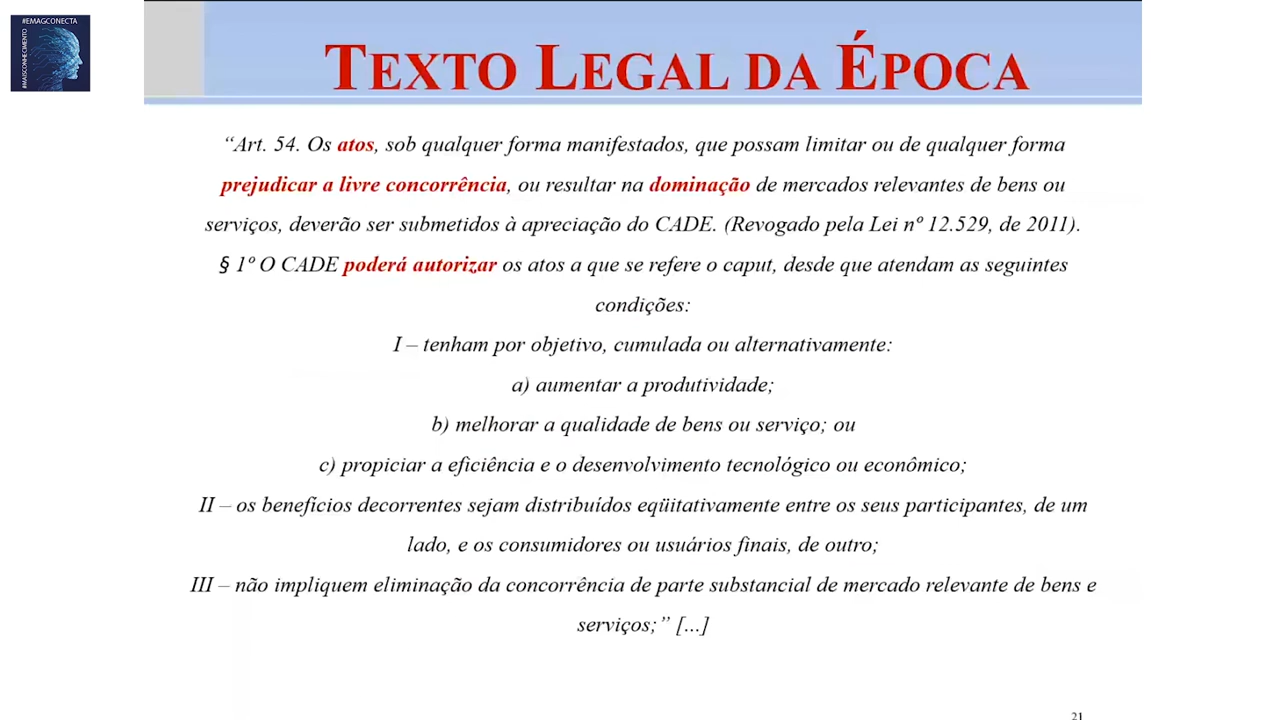 #EMAGCONECTA
#MAISCONHECIMENTO
TEXTO LEGAL DA ÉPOCA
“Art. 54. Os atos, sob qualquer forma manifestados, que possam limitar ou de qualquer forma
prejudicar a livre concorrência, ou resultar na dominação de mercados relevantes de bens ou
serviços, deverão ser submetidos à apreciação do CADE. (Revogado pela Lei nº 12.529, de 2011).
§ 1º O CADE poderá autorizar os atos a que se refere o caput, desde que atendam as seguintes
condições:
I – tenham por objetivo, cumulada ou alternativamente:
a) aumentar a produtividade;
b) melhorar a qualidade de bens ou serviço; ou
c) propiciar a eficiência e o desenvolvimento tecnológico ou econômico;
II – os benefícios decorrentes sejam distribuídos eqüitativamente entre os seus participantes, de um
lado, e os consumidores ou usuários finais, de outro;
III – não impliquem eliminação da concorrência de parte substancial de mercado relevante de bens e
serviços;” [...]
21